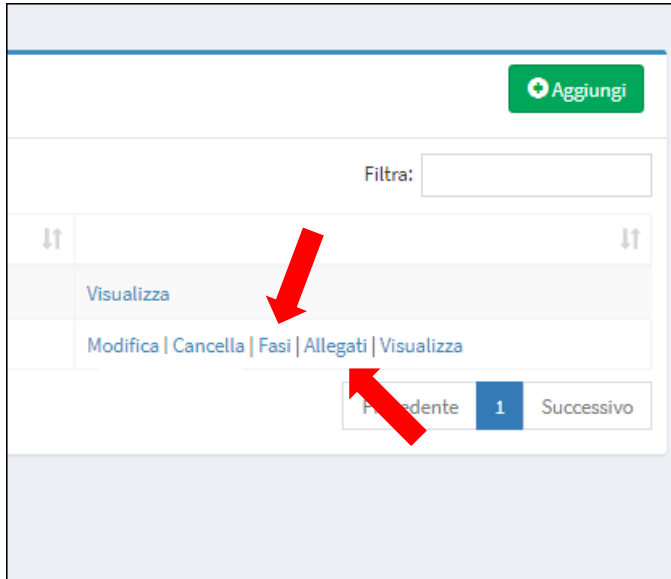 Aggiungi
Filtra:
Visualizza
Modifica | Cancella | Fasi | Allegati | Visualizza
1 Successivo